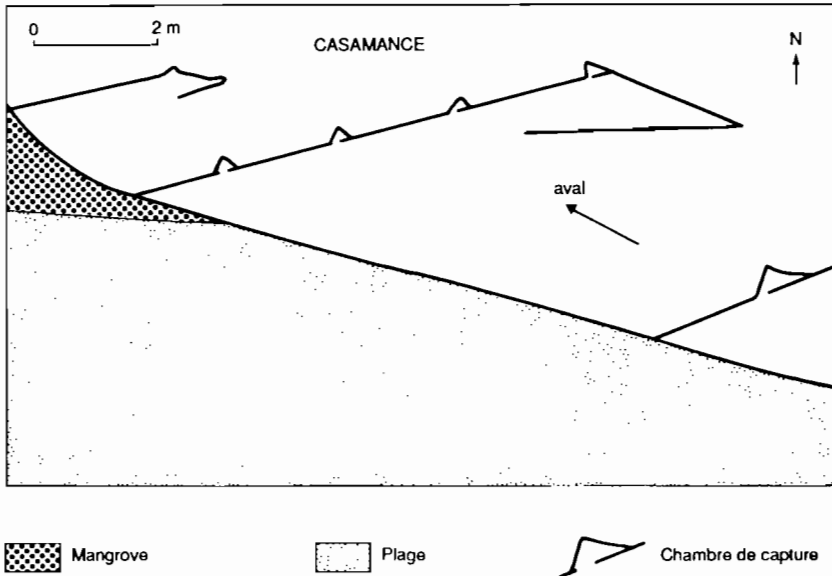 0 2 m
CASAMANCE
N
aval
Mangrove
Plage
Chambre de capture